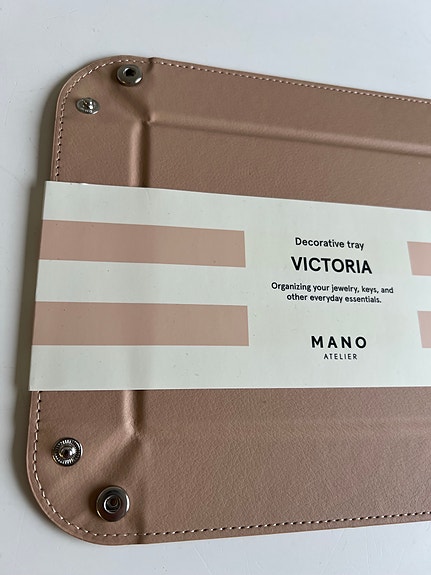 Decorative tray
VICTORIA
Organizing your jewelry, keys, and
other everyday essentials.
MANO
ATELIER